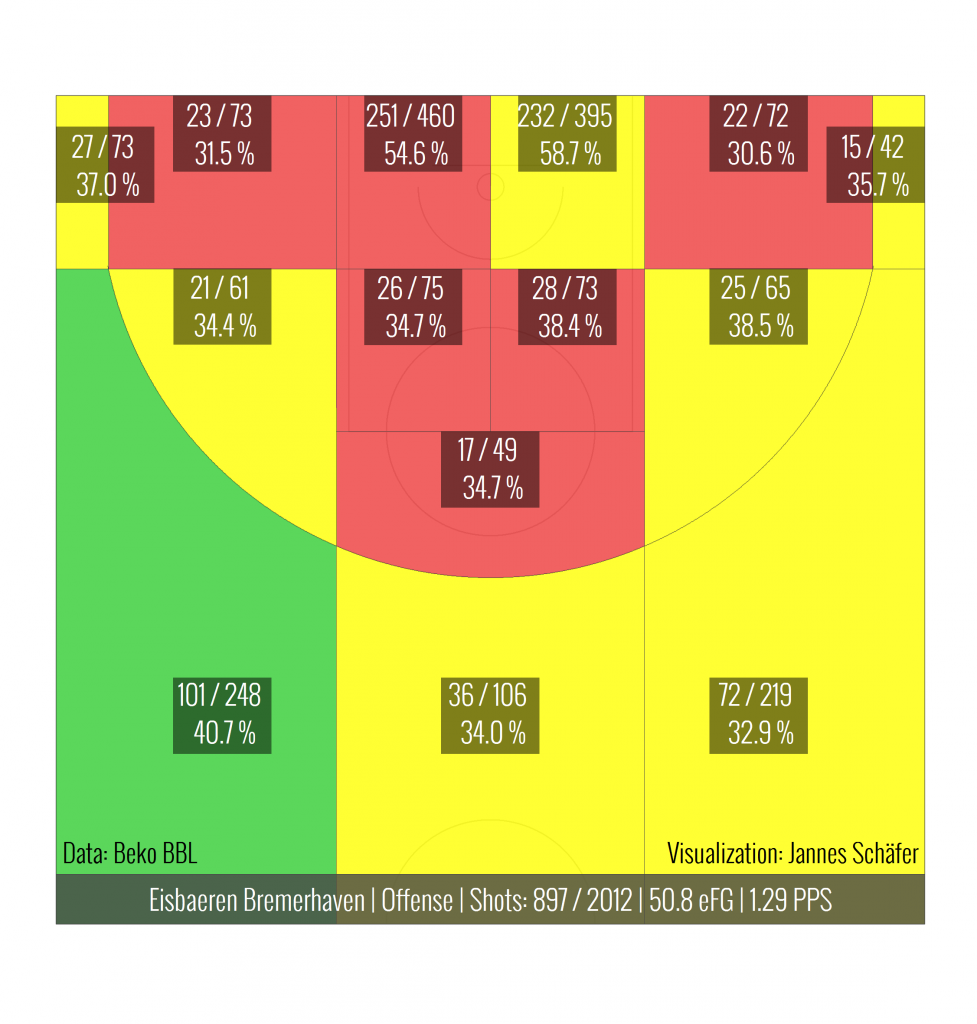 23 / 73
31.5 %
251 / 460
54.6 %
232 / 395
58.7 %
22 / 72
30.6 %
27 / 73
37.0 %
15 / 42
35.7 %
21 / 61
34.4 %
26 / 75
34.7 %
28 / 73
38.4 %
25 / 65
38.5 %
17 / 49
34.7 %
101 / 248
40.7 %
36 / 106
34.0 %
72 / 219
32.9 %
Data: Beko BBL
Visualization: Jannes Schäfer
Eisbaeren Bremerhaven | Offense | Shots: 897 / 2012 | 50.8 eFG | 1.29 PPS